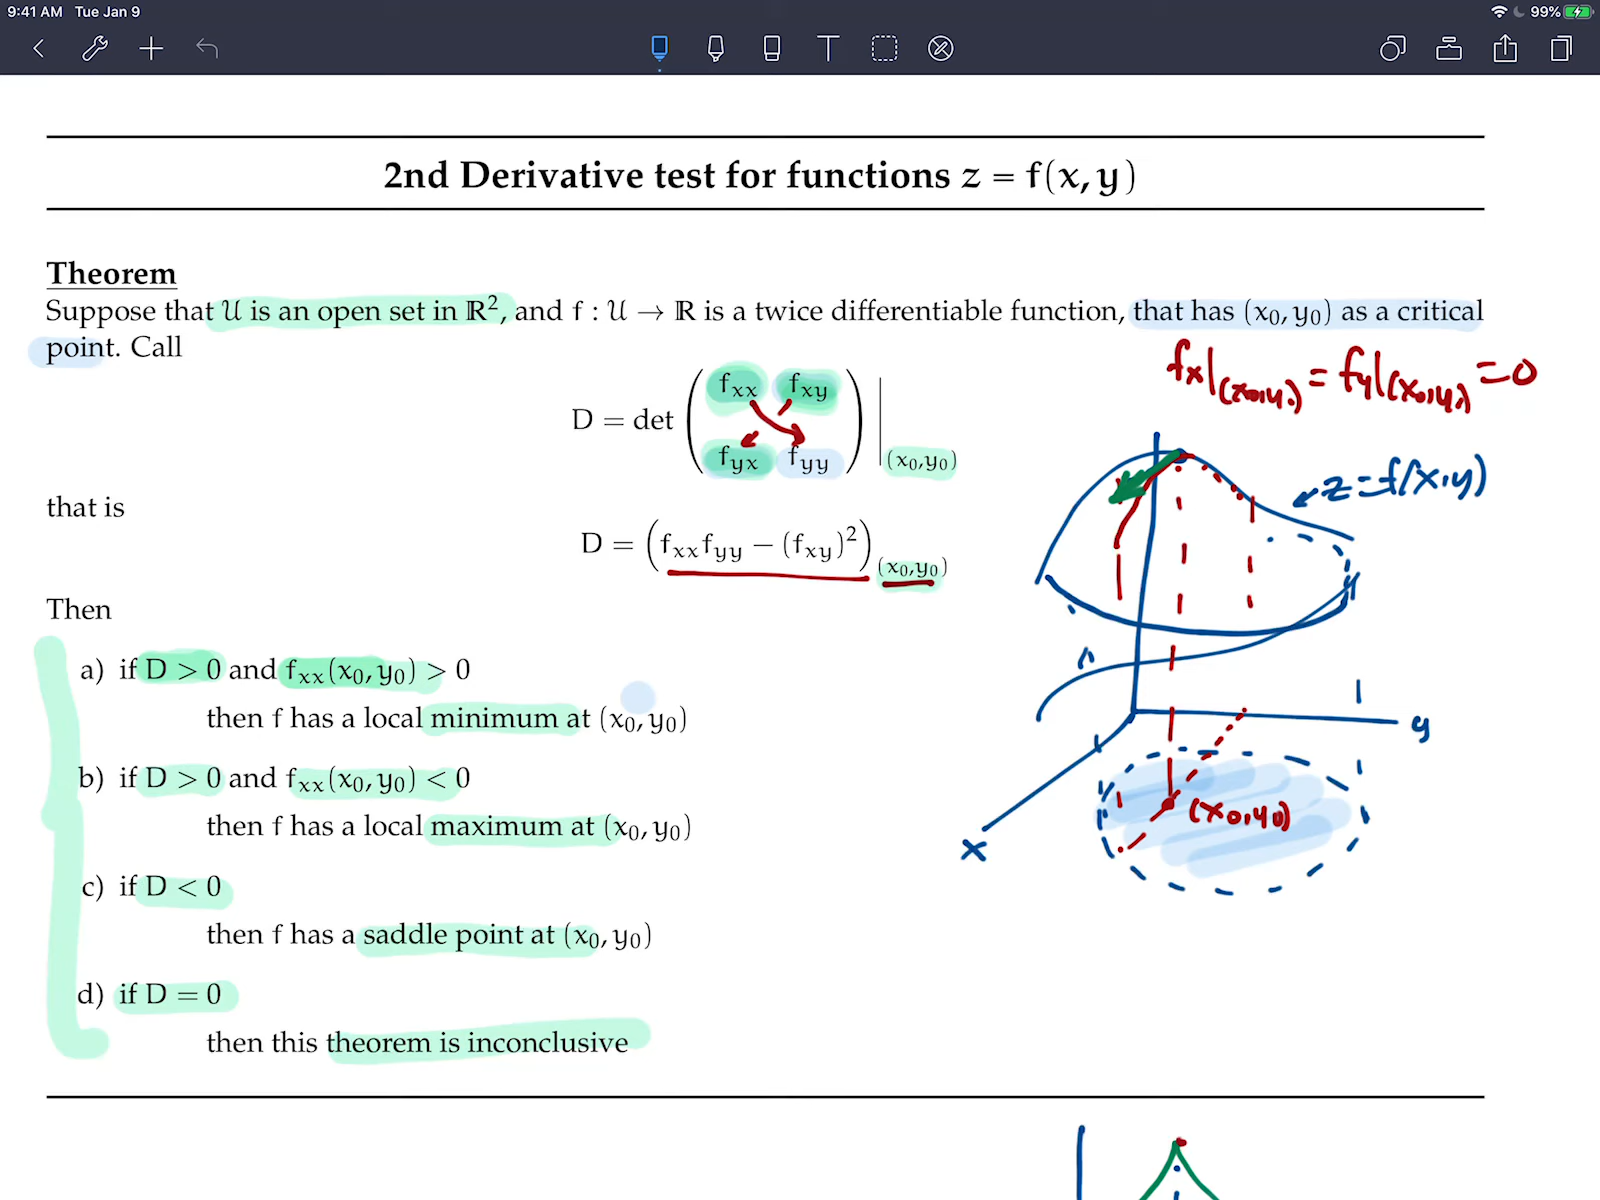 9:41 AM Tue Jan 9
99%
T
2nd Derivative test for functions z = f(x, y)
Theorem
Suppose that 𝒰 is an open set in ℝ², and f : 𝒰 → ℝ is a twice differentiable function, that has (x₀, y₀) as a critical
point. Call
fx|(x₀,y₀) = fy|(x₀,y₀) = 0
D = det ( fxx fxy
fyx fyy ) |(x₀,y₀)
z=f(x,y)
that is
D = (fxxfyy − (fxy)²)(x₀,y₀)
Then
a) if D > 0 and fxx(x₀, y₀) > 0
then f has a local minimum at (x₀, y₀)
y
b) if D > 0 and fxx(x₀, y₀) < 0
then f has a local maximum at (x₀, y₀)
(x₀,y₀)
x
c) if D < 0
then f has a saddle point at (x₀, y₀)
d) if D = 0
then this theorem is inconclusive